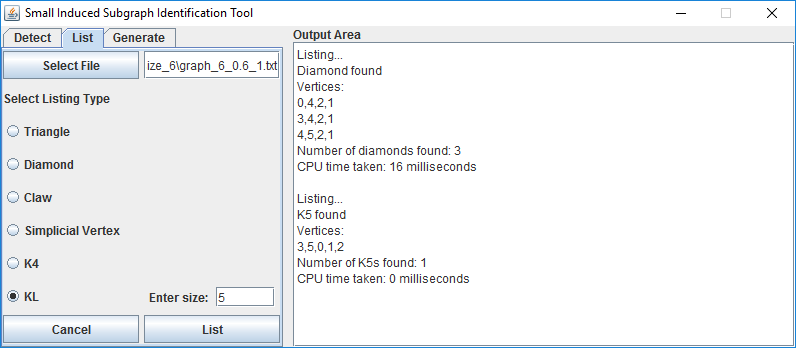 Small Induced Subgraph Identification Tool
Detect List Generate
Select File ize_6\graph_6_0.6_1.txt
Select Listing Type
Triangle
Diamond
Claw
Simplicial Vertex
K4
KL Enter size: 5
Cancel List
Output Area
Listing...
Diamond found
Vertices:
0,4,2,1
3,4,2,1
4,5,2,1
Number of diamonds found: 3
CPU time taken: 16 milliseconds
Listing...
K5 found
Vertices:
3,5,0,1,2
Number of K5s found: 1
CPU time taken: 0 milliseconds